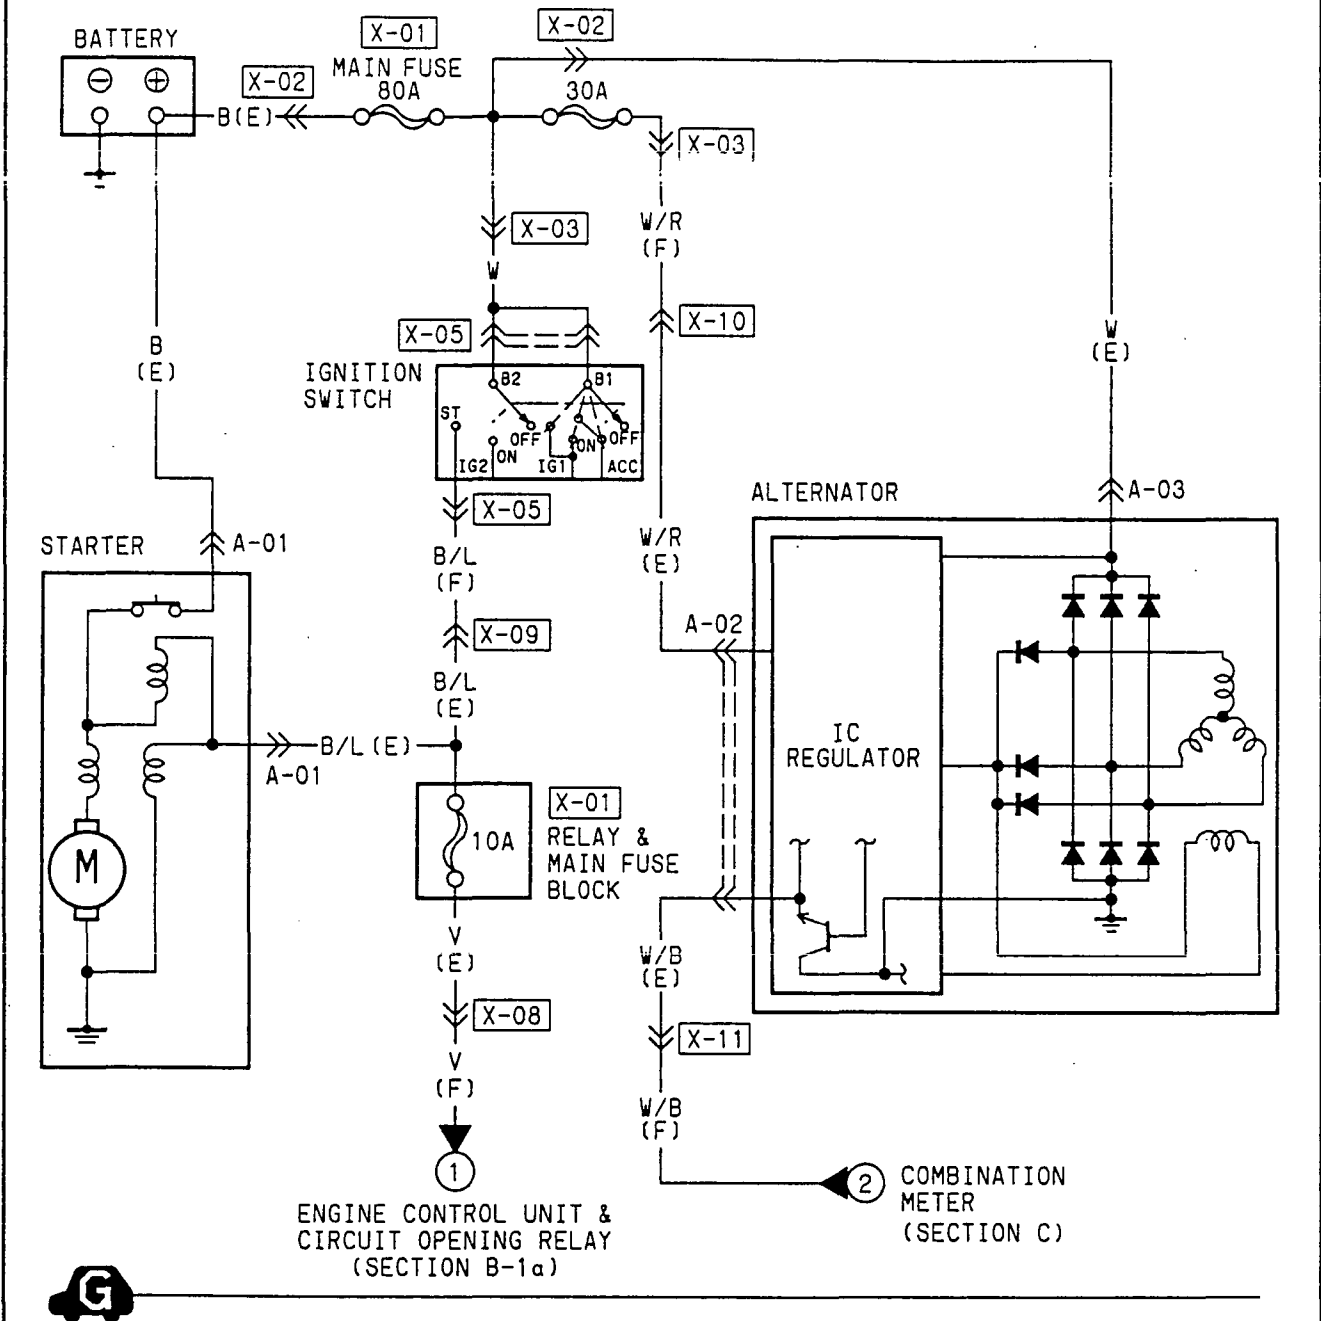 X-01
X-02
BATTERY
X-02
MAIN FUSE
80A
30A
B(E)
X-03
X-03
W/R
(F)
W
X-05
X-10
B
(E)
W
(E)
IGNITION
SWITCH
B2
B1
ST
OFF
ON
OFF
IG2
ON
IG1
ACC
X-05
ALTERNATOR
A-03
STARTER
A-01
B/L
(F)
W/R
(E)
X-09
A-02
B/L
(E)
B/L(E)
A-01
IC
REGULATOR
X-01
10A
RELAY &
MAIN FUSE
BLOCK
M
V
(E)
W/B
(E)
X-08
X-11
V
(F)
W/B
(F)
1
2
COMBINATION
METER
(SECTION C)
ENGINE CONTROL UNIT &
CIRCUIT OPENING RELAY
(SECTION B-1a)
G